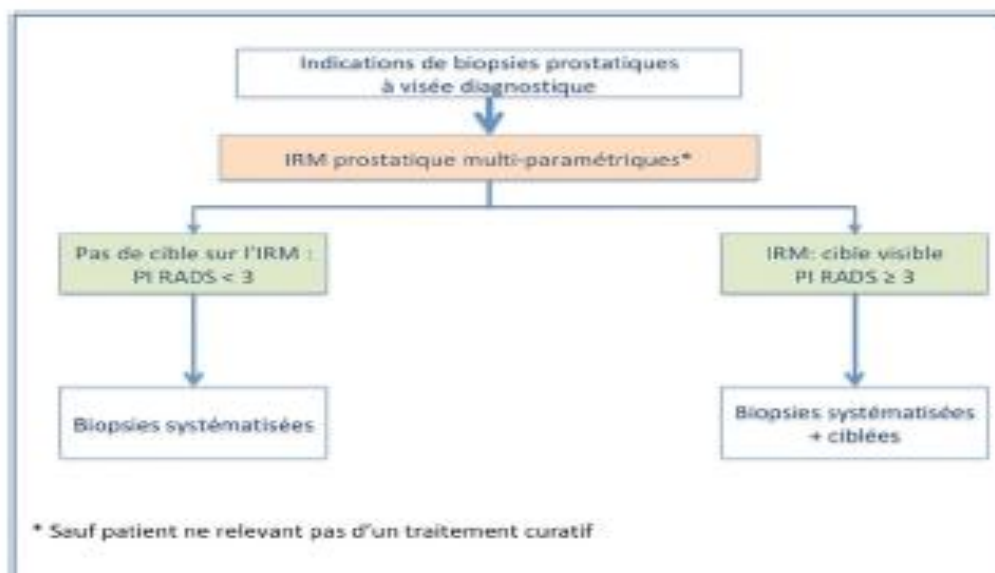 Indications de biopsies prostatiques
à visée diagnostique
IRM prostatique multi-paramétriques*
Pas de cible sur l'IRM :
PI RADS < 3
IRM: cible visible
PI RADS ≥ 3
Biopsies systématisées
Biopsies systématisées
+ ciblées
* Sauf patient ne relevant pas d'un traitement curatif